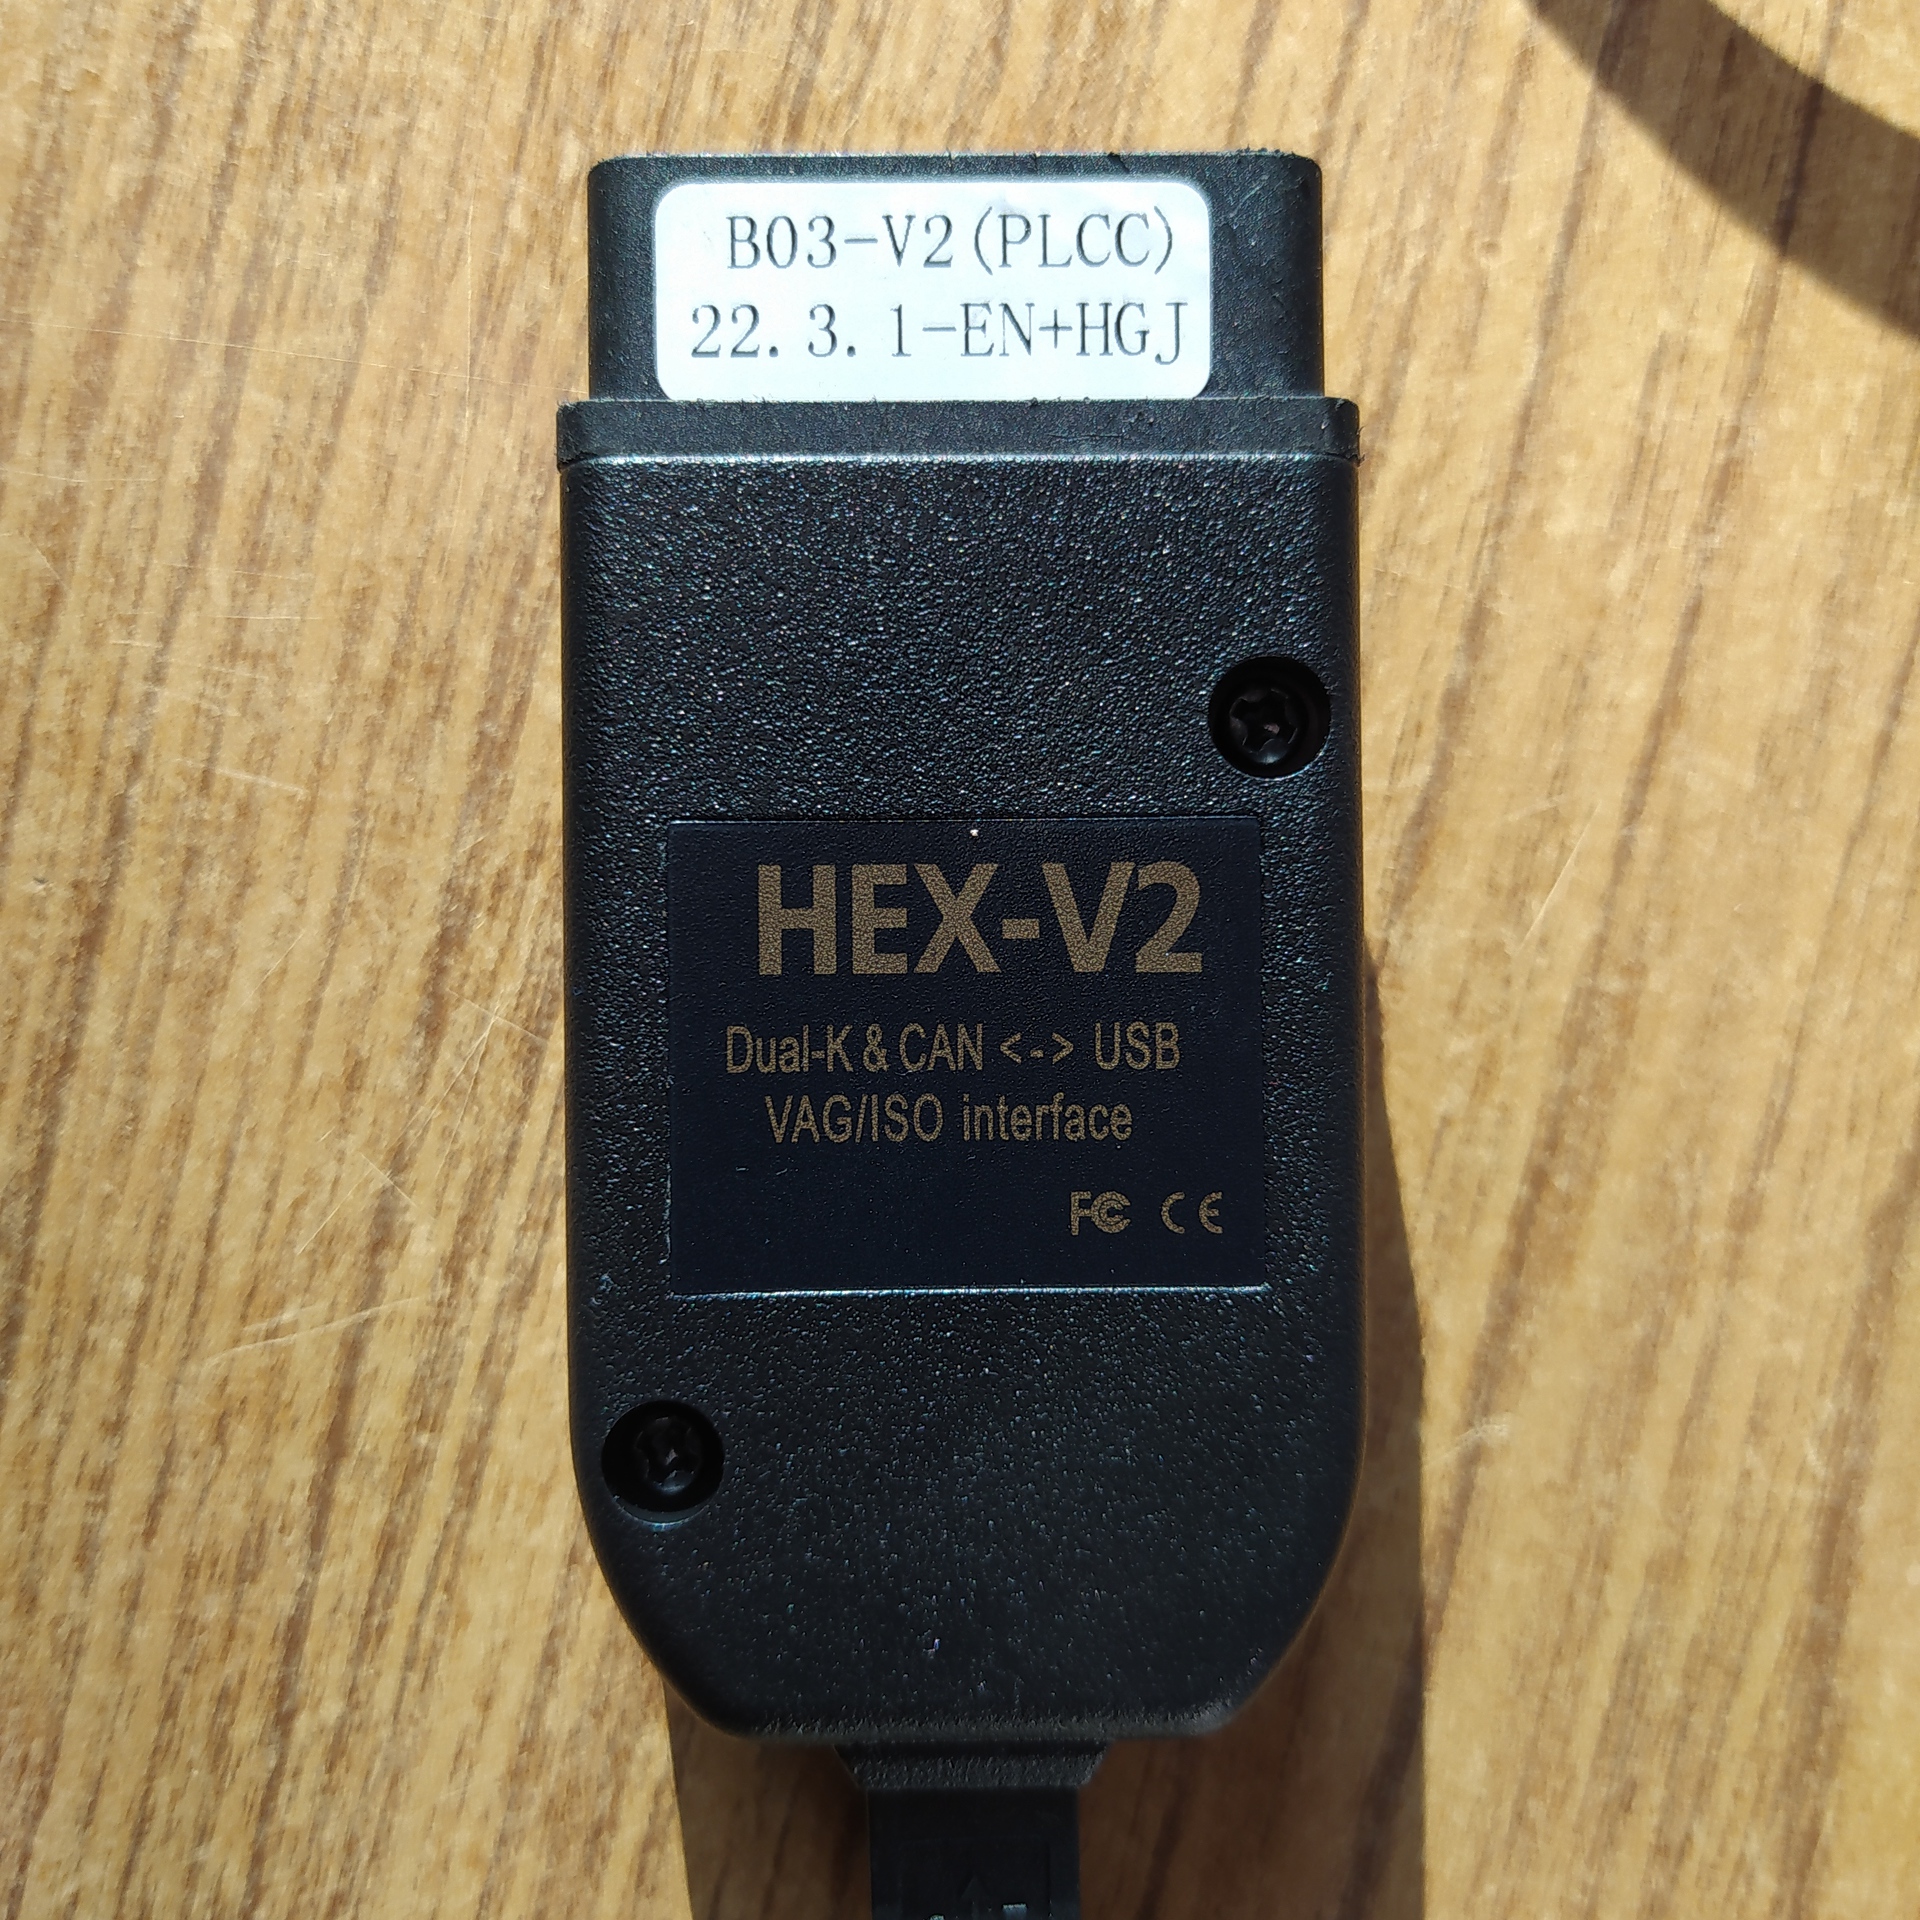 B03-V2(PLCC)
22.3.1-EN+HGJ
HEX-V2
Dual-K & CAN <-> USB
VAG/ISO interface
FC CE